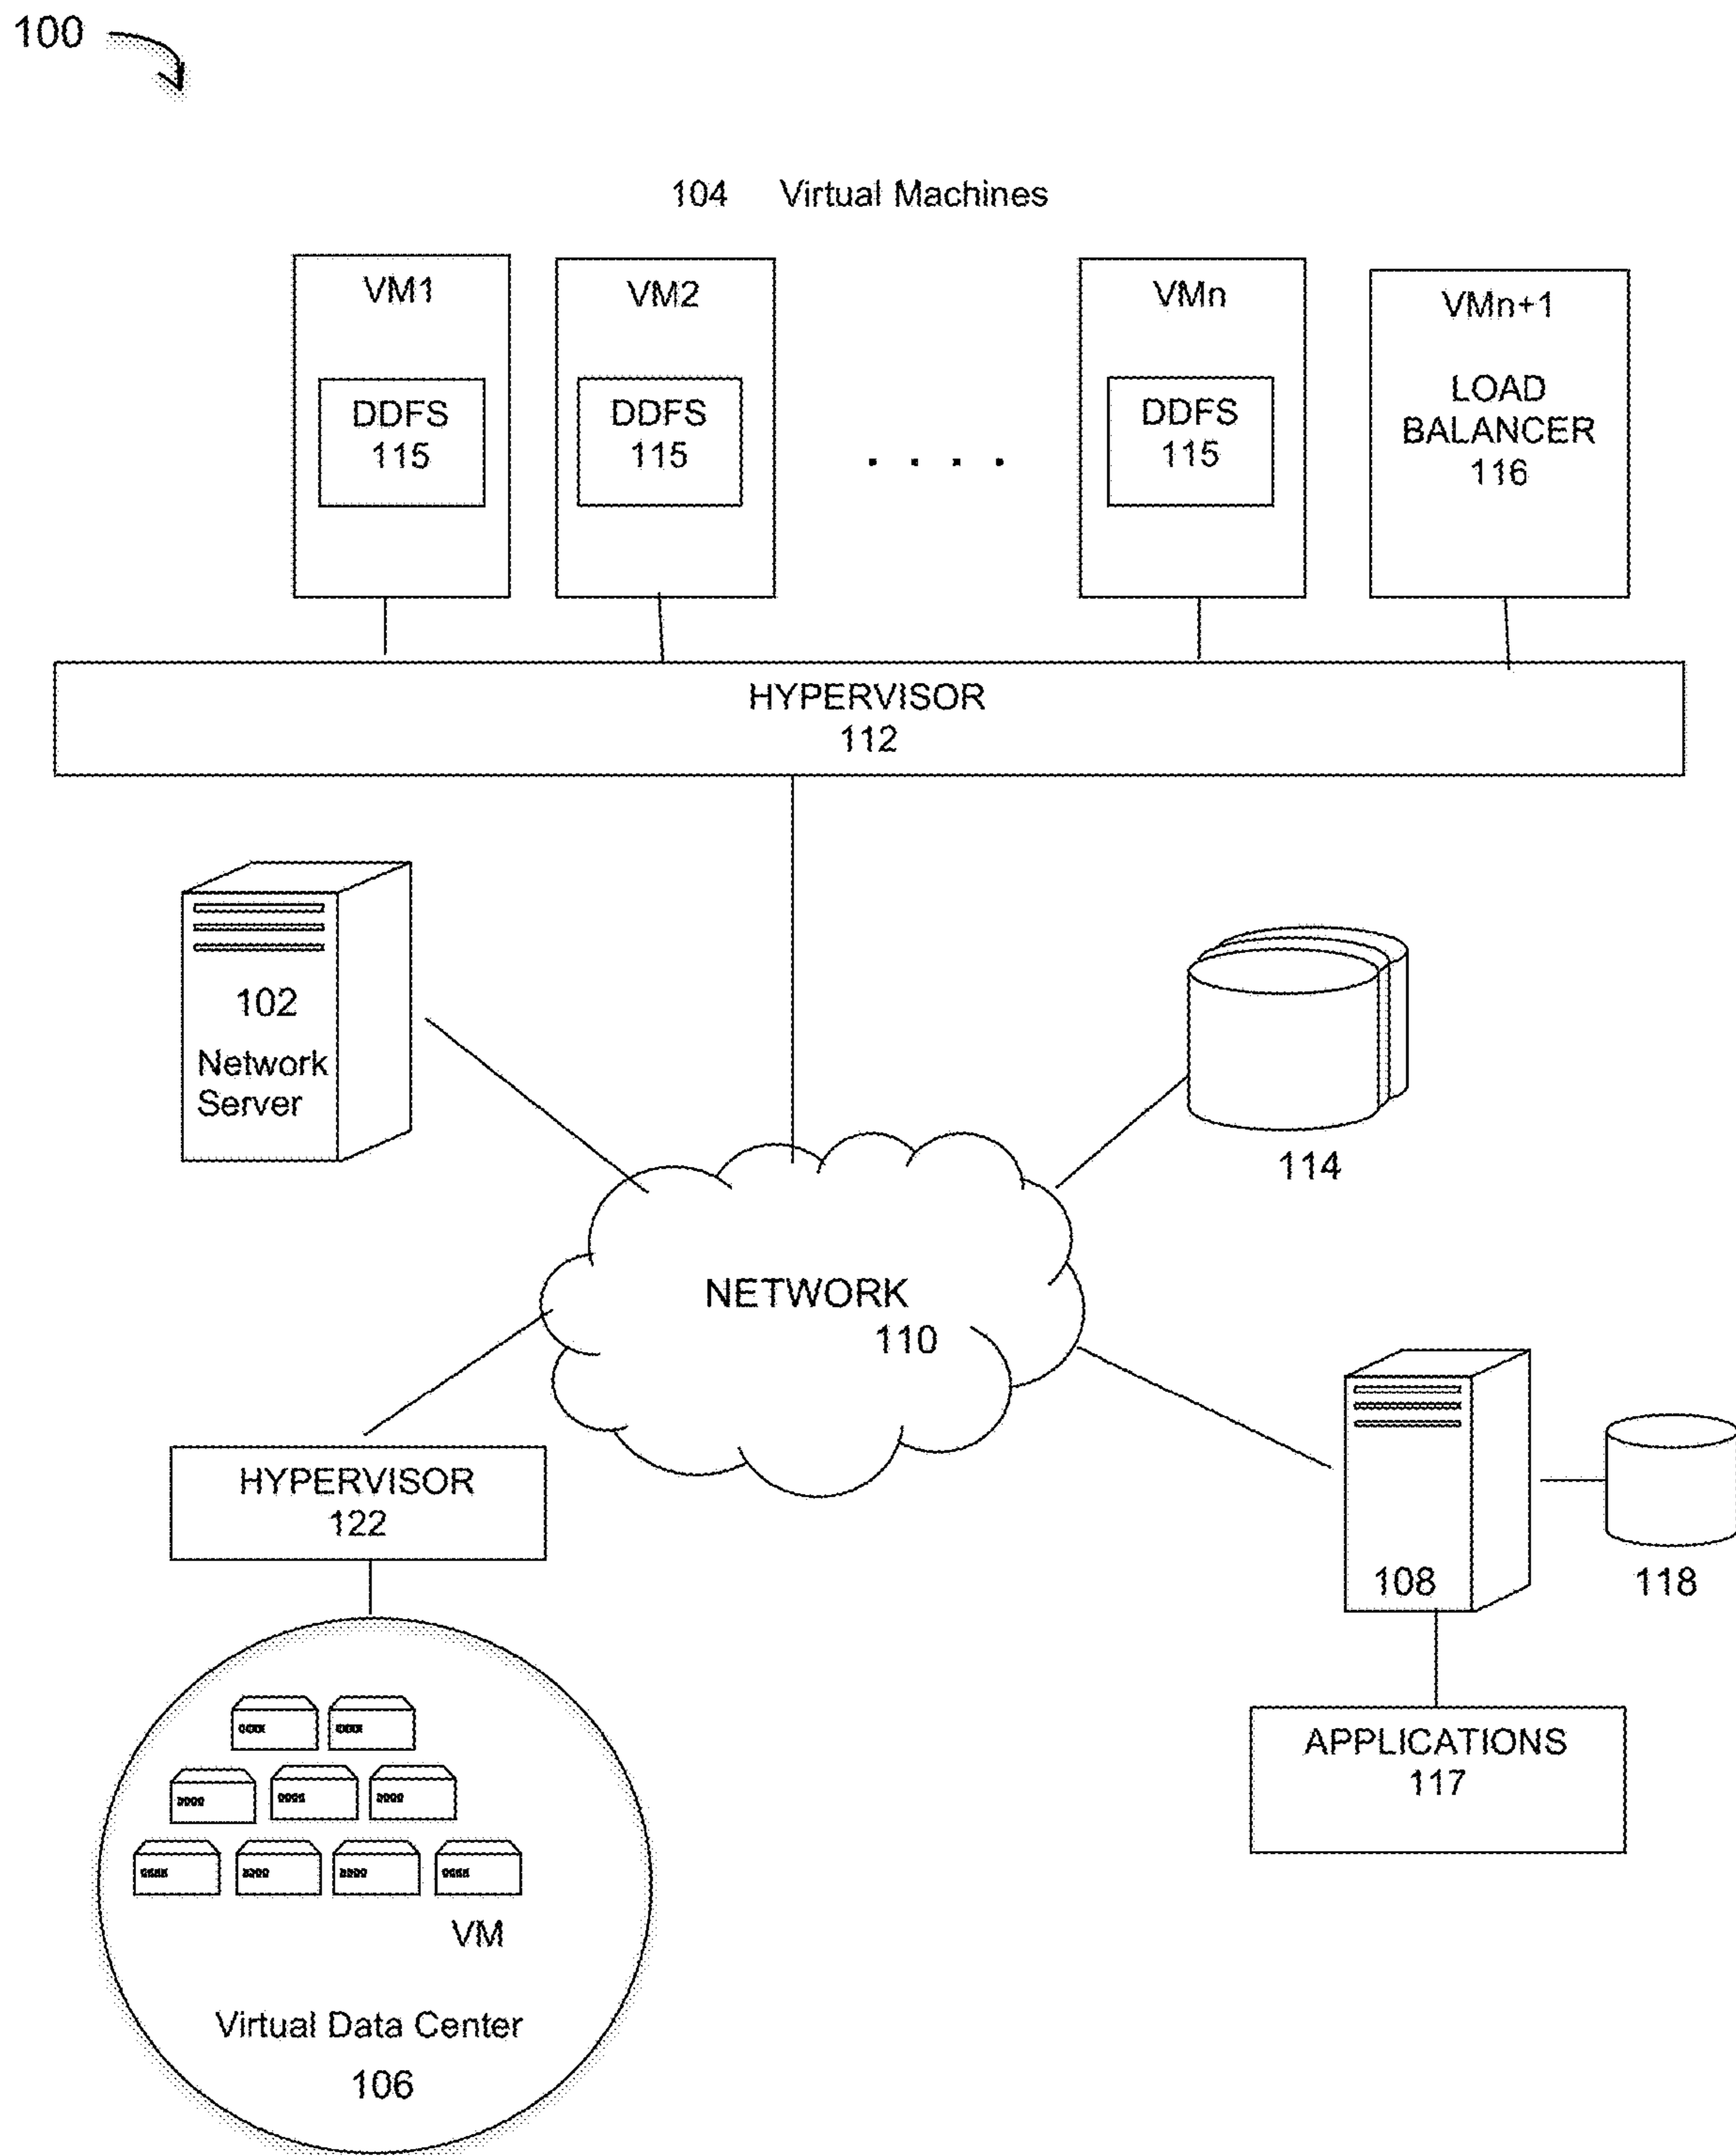 100
104 Virtual Machines
VM1
DDFS
115
VM2
DDFS
115
. . . .
VMn
DDFS
115
VMn+1
LOAD
BALANCER
116
HYPERVISOR
112
102
Network
Server
114
NETWORK
110
HYPERVISOR
122
108
118
APPLICATIONS
117
VM
Virtual Data Center
106